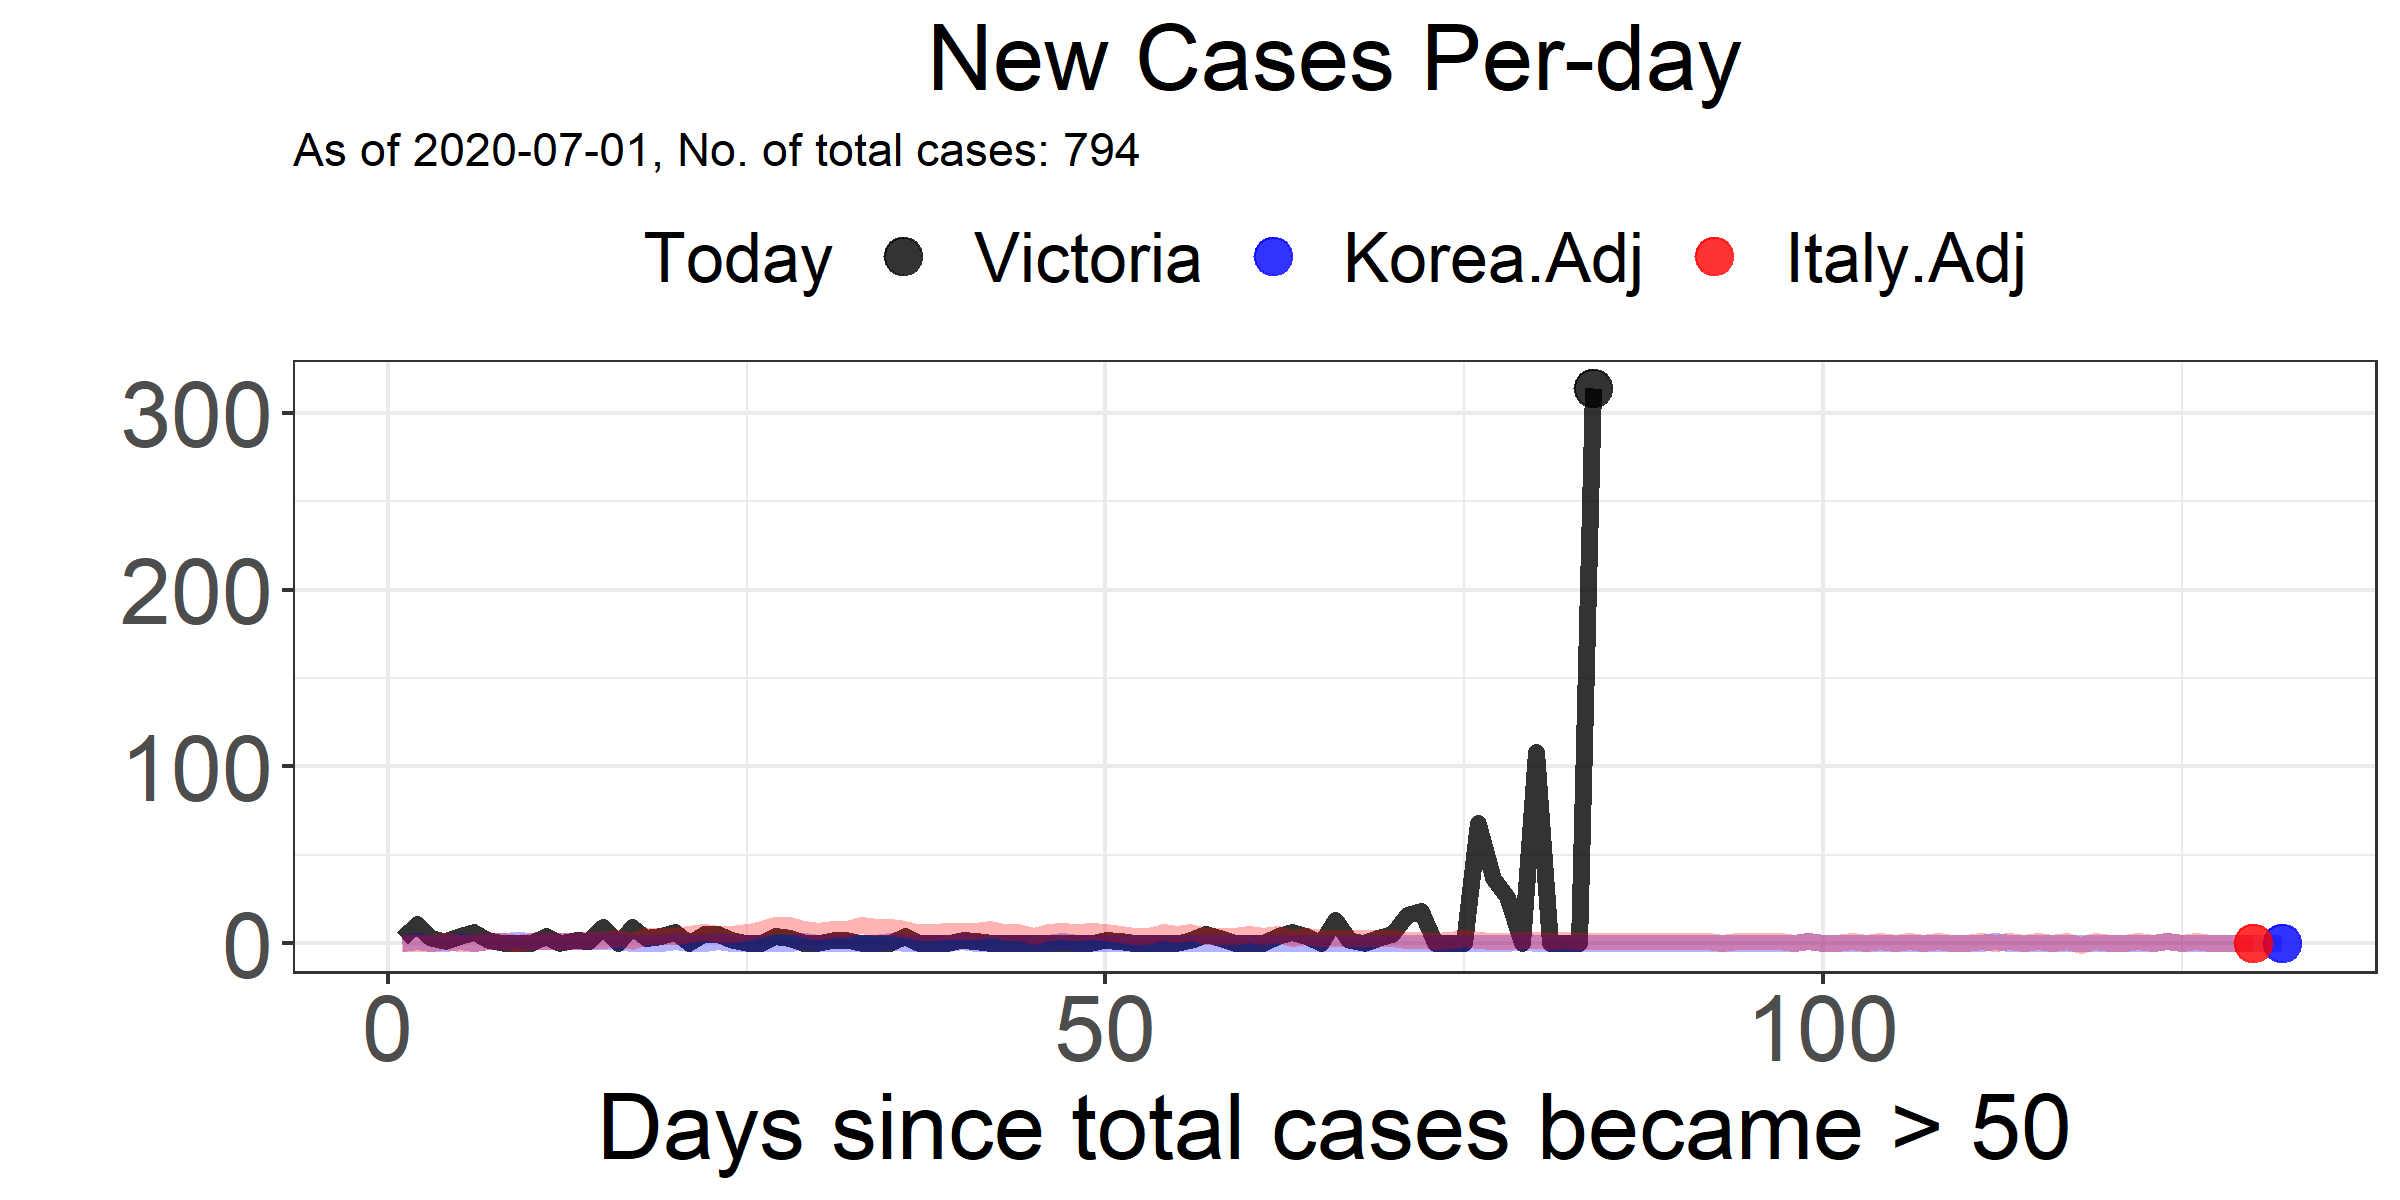 New Cases Per-day
As of 2020-07-01, No. of total cases: 794
Today Victoria Korea.Adj Italy.Adj
300
200
100
0
0 50 100
Days since total cases became > 50